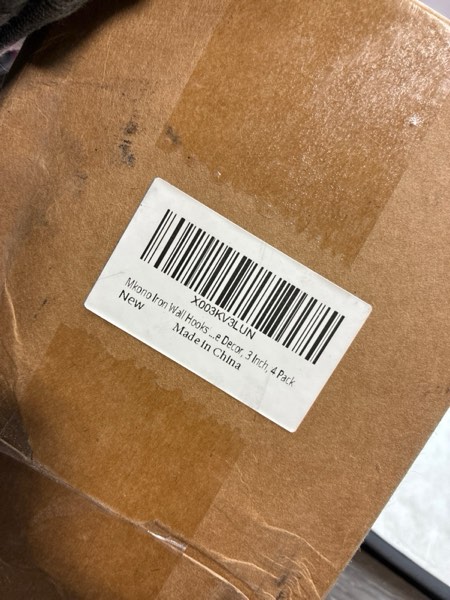 X003KV3LUN
Mkono Iron Wall Hooks ...e Decor, 3 Inch, 4 Pack
New
Made in China